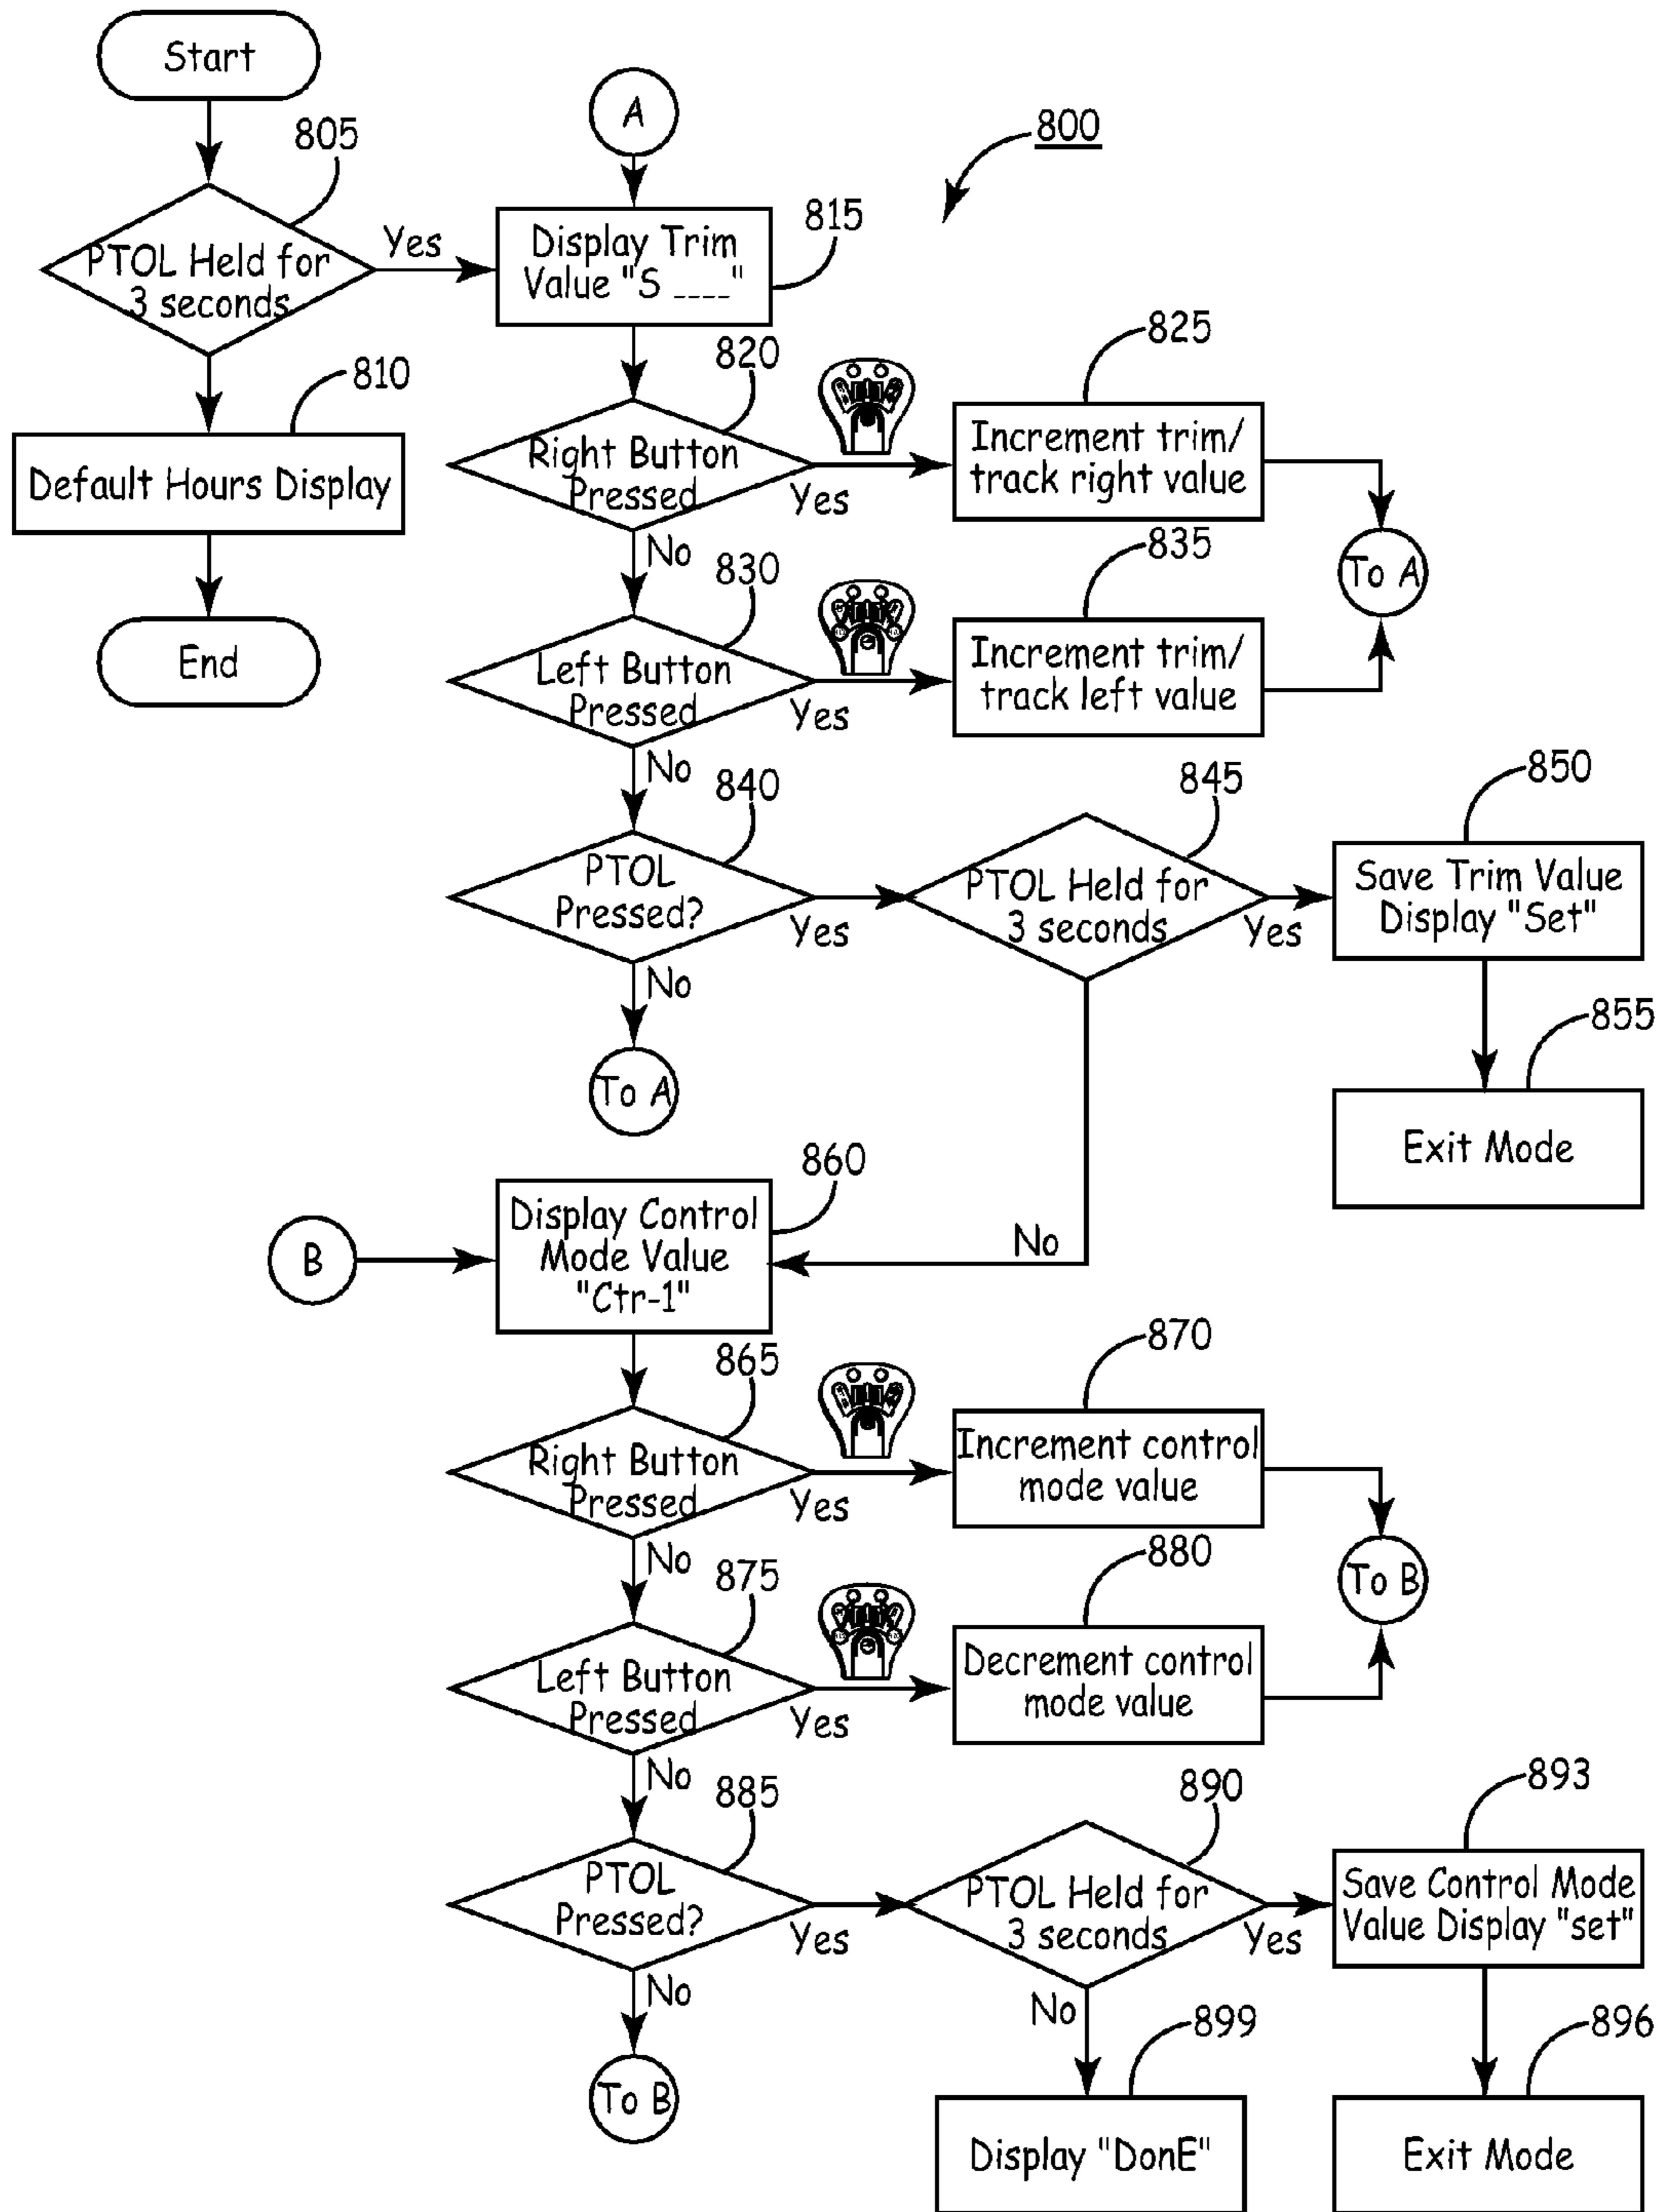 Start
805
PTOL Held for
3 seconds
Yes
810
Default Hours Display
End
A
800
Display Trim
Value "S ____"
815
820
Right Button
Pressed
Yes
No
825
Increment trim/
track right value
830
Left Button
Pressed
Yes
No
835
Increment trim/
track left value
To A
840
PTOL
Pressed?
Yes
No
To A
845
PTOL Held for
3 seconds
Yes
No
850
Save Trim Value
Display "Set"
855
Exit Mode
B
860
Display Control
Mode Value
"Ctr-1"
865
Right Button
Pressed
Yes
No
870
Increment control
mode value
875
Left Button
Pressed
Yes
No
880
Decrement control
mode value
To B
885
PTOL
Pressed?
Yes
No
To B
890
PTOL Held for
3 seconds
Yes
No
893
Save Control Mode
Value Display "set"
896
Exit Mode
899
Display "DonE"